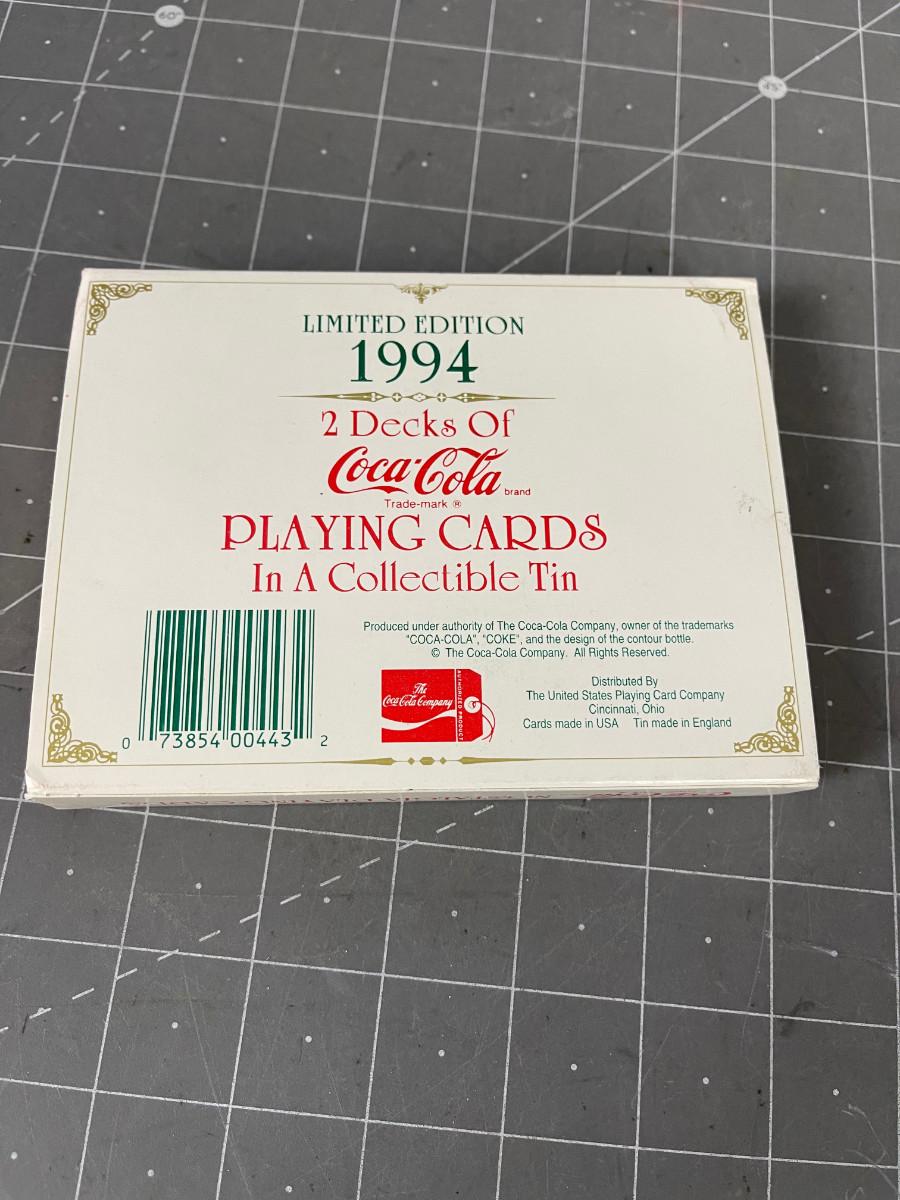 60°
45°
LIMITED EDITION
1994
2 Decks Of
Coca-Cola brand
Trade-mark ®
PLAYING CARDS
In A Collectible Tin
Produced under authority of The Coca-Cola Company, owner of the trademarks
"COCA-COLA", "COKE", and the design of the contour bottle.
© The Coca-Cola Company. All Rights Reserved.
The
Coca-Cola Company
AUTHORIZED PRODUCT
Distributed By
The United States Playing Card Company
Cincinnati, Ohio
Cards made in USA Tin made in England
0 73854 00443 2